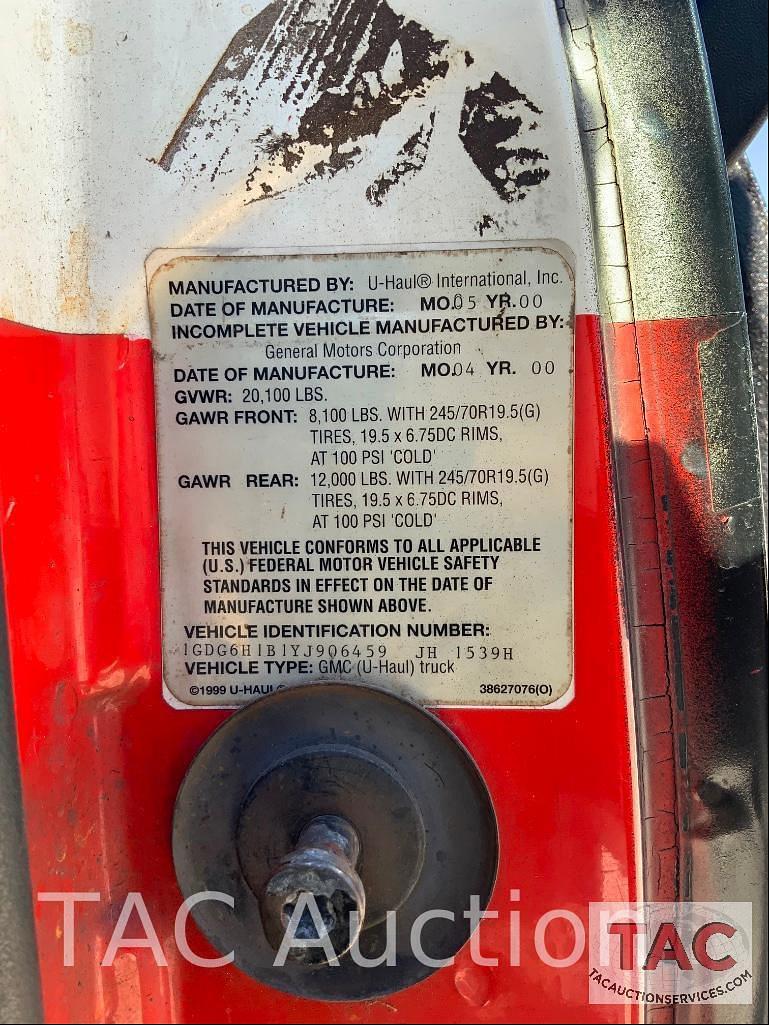 MANUFACTURED BY: U-Haul® International, Inc.
DATE OF MANUFACTURE: MO.05 YR.00
INCOMPLETE VEHICLE MANUFACTURED BY:
General Motors Corporation
DATE OF MANUFACTURE: MO.04 YR. 00
GVWR: 20,100 LBS.
GAWR FRONT: 8,100 LBS. WITH 245/70R19.5(G)
TIRES, 19.5 x 6.75DC RIMS,
AT 100 PSI 'COLD'
GAWR REAR: 12,000 LBS. WITH 245/70R19.5(G)
TIRES, 19.5 x 6.75DC RIMS,
AT 100 PSI 'COLD'
THIS VEHICLE CONFORMS TO ALL APPLICABLE
(U.S.) FEDERAL MOTOR VEHICLE SAFETY
STANDARDS IN EFFECT ON THE DATE OF
MANUFACTURE SHOWN ABOVE.
VEHICLE IDENTIFICATION NUMBER:
1GDG6H1B1YJ906459 JH 1539H
VEHICLE TYPE: GMC (U-Haul) truck
©1999 U-HAUL 38627076(O)
TAC Auction
TAC
TACAUCTIONSERVICES.COM